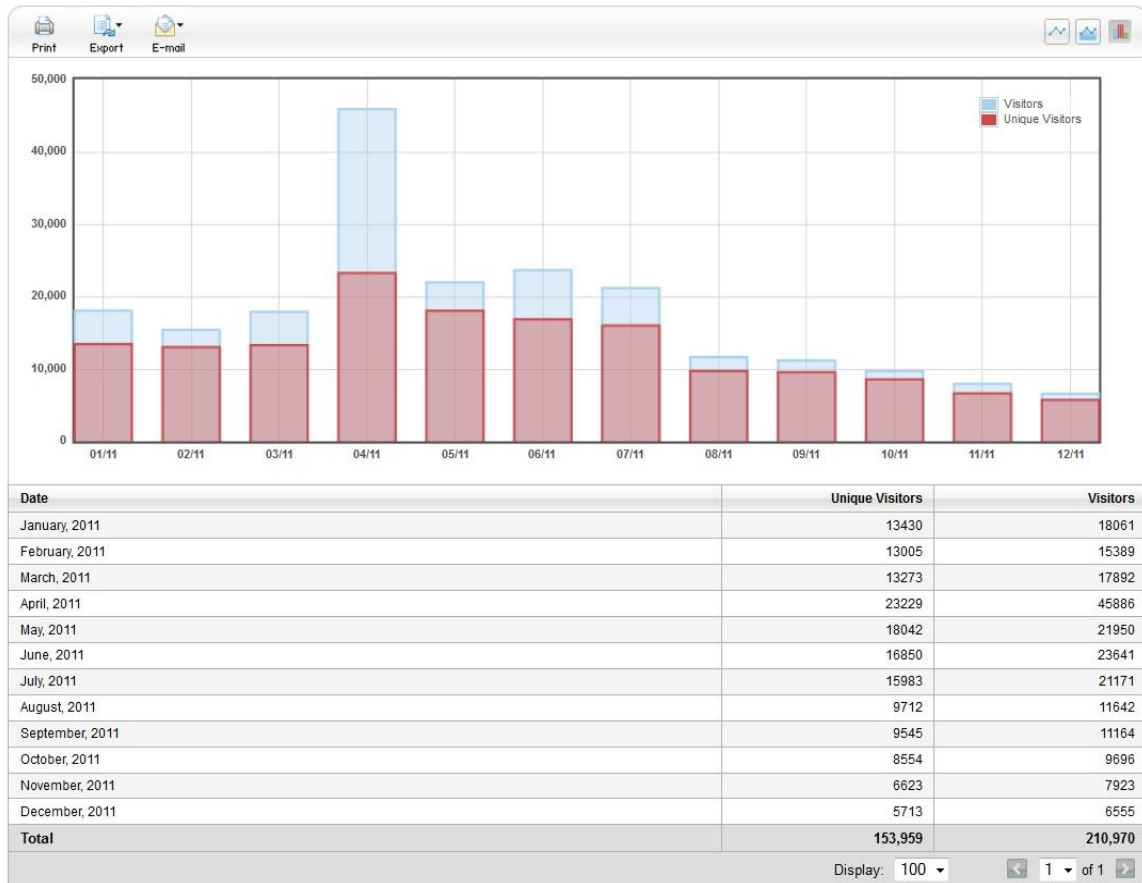 Print Export E-mail
50,000
Visitors
Unique Visitors
40,000
30,000
20,000
10,000
0
01/11 02/11 03/11 04/11 05/11 06/11 07/11 08/11 09/11 10/11 11/11 12/11
Date Unique Visitors Visitors
January, 2011 13430 18061
February, 2011 13005 15389
March, 2011 13273 17892
April, 2011 23229 45886
May, 2011 18042 21950
June, 2011 16850 23641
July, 2011 15983 21171
August, 2011 9712 11642
September, 2011 9545 11164
October, 2011 8554 9696
November, 2011 6623 7923
December, 2011 5713 6555
Total 153,959 210,970
Display: 100 1 of 1